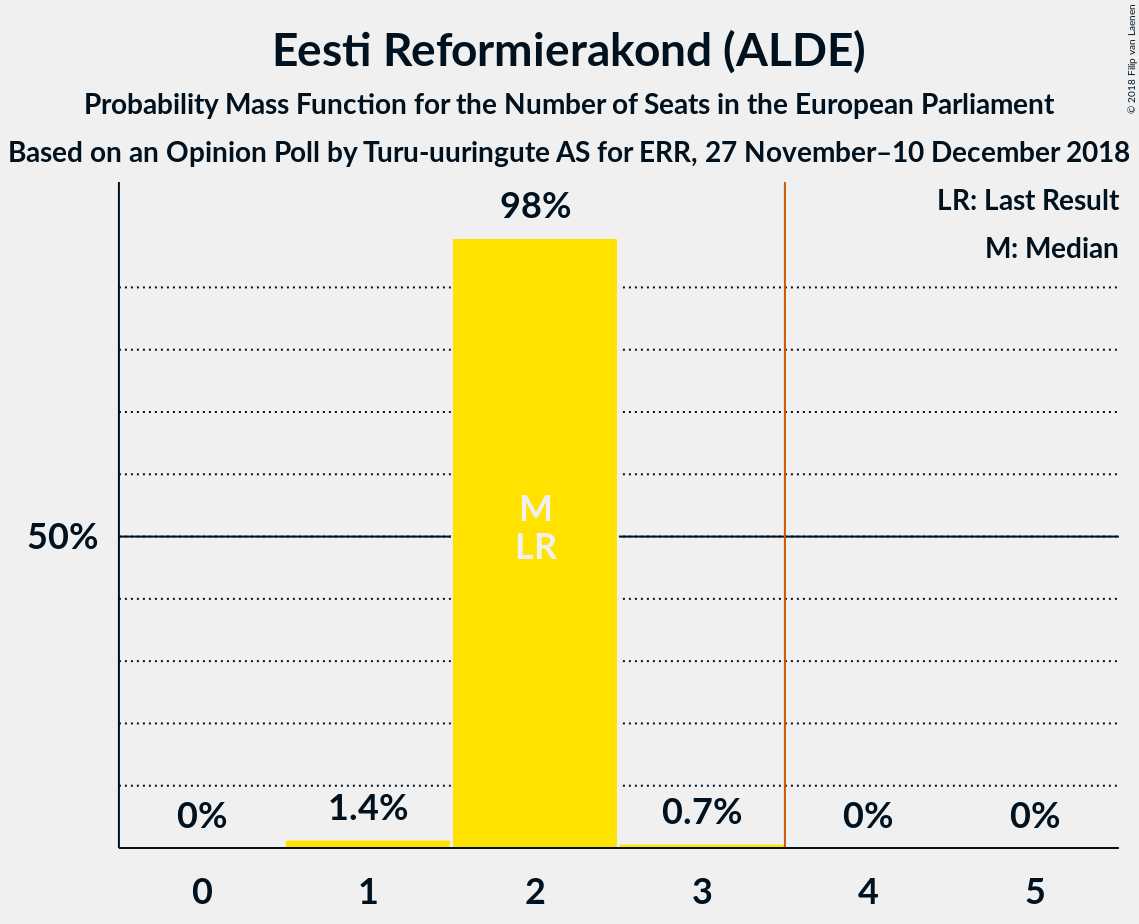 Eesti Reformierakond (ALDE)
Probability Mass Function for the Number of Seats in the European Parliament
Based on an Opinion Poll by Turu-uuringute AS for ERR, 27 November–10 December 2018
© 2018 Filip van Laenen
LR: Last Result
M: Median
98%
M
LR
50%
0%
1.4%
0.7%
0%
0%
0 1 2 3 4 5